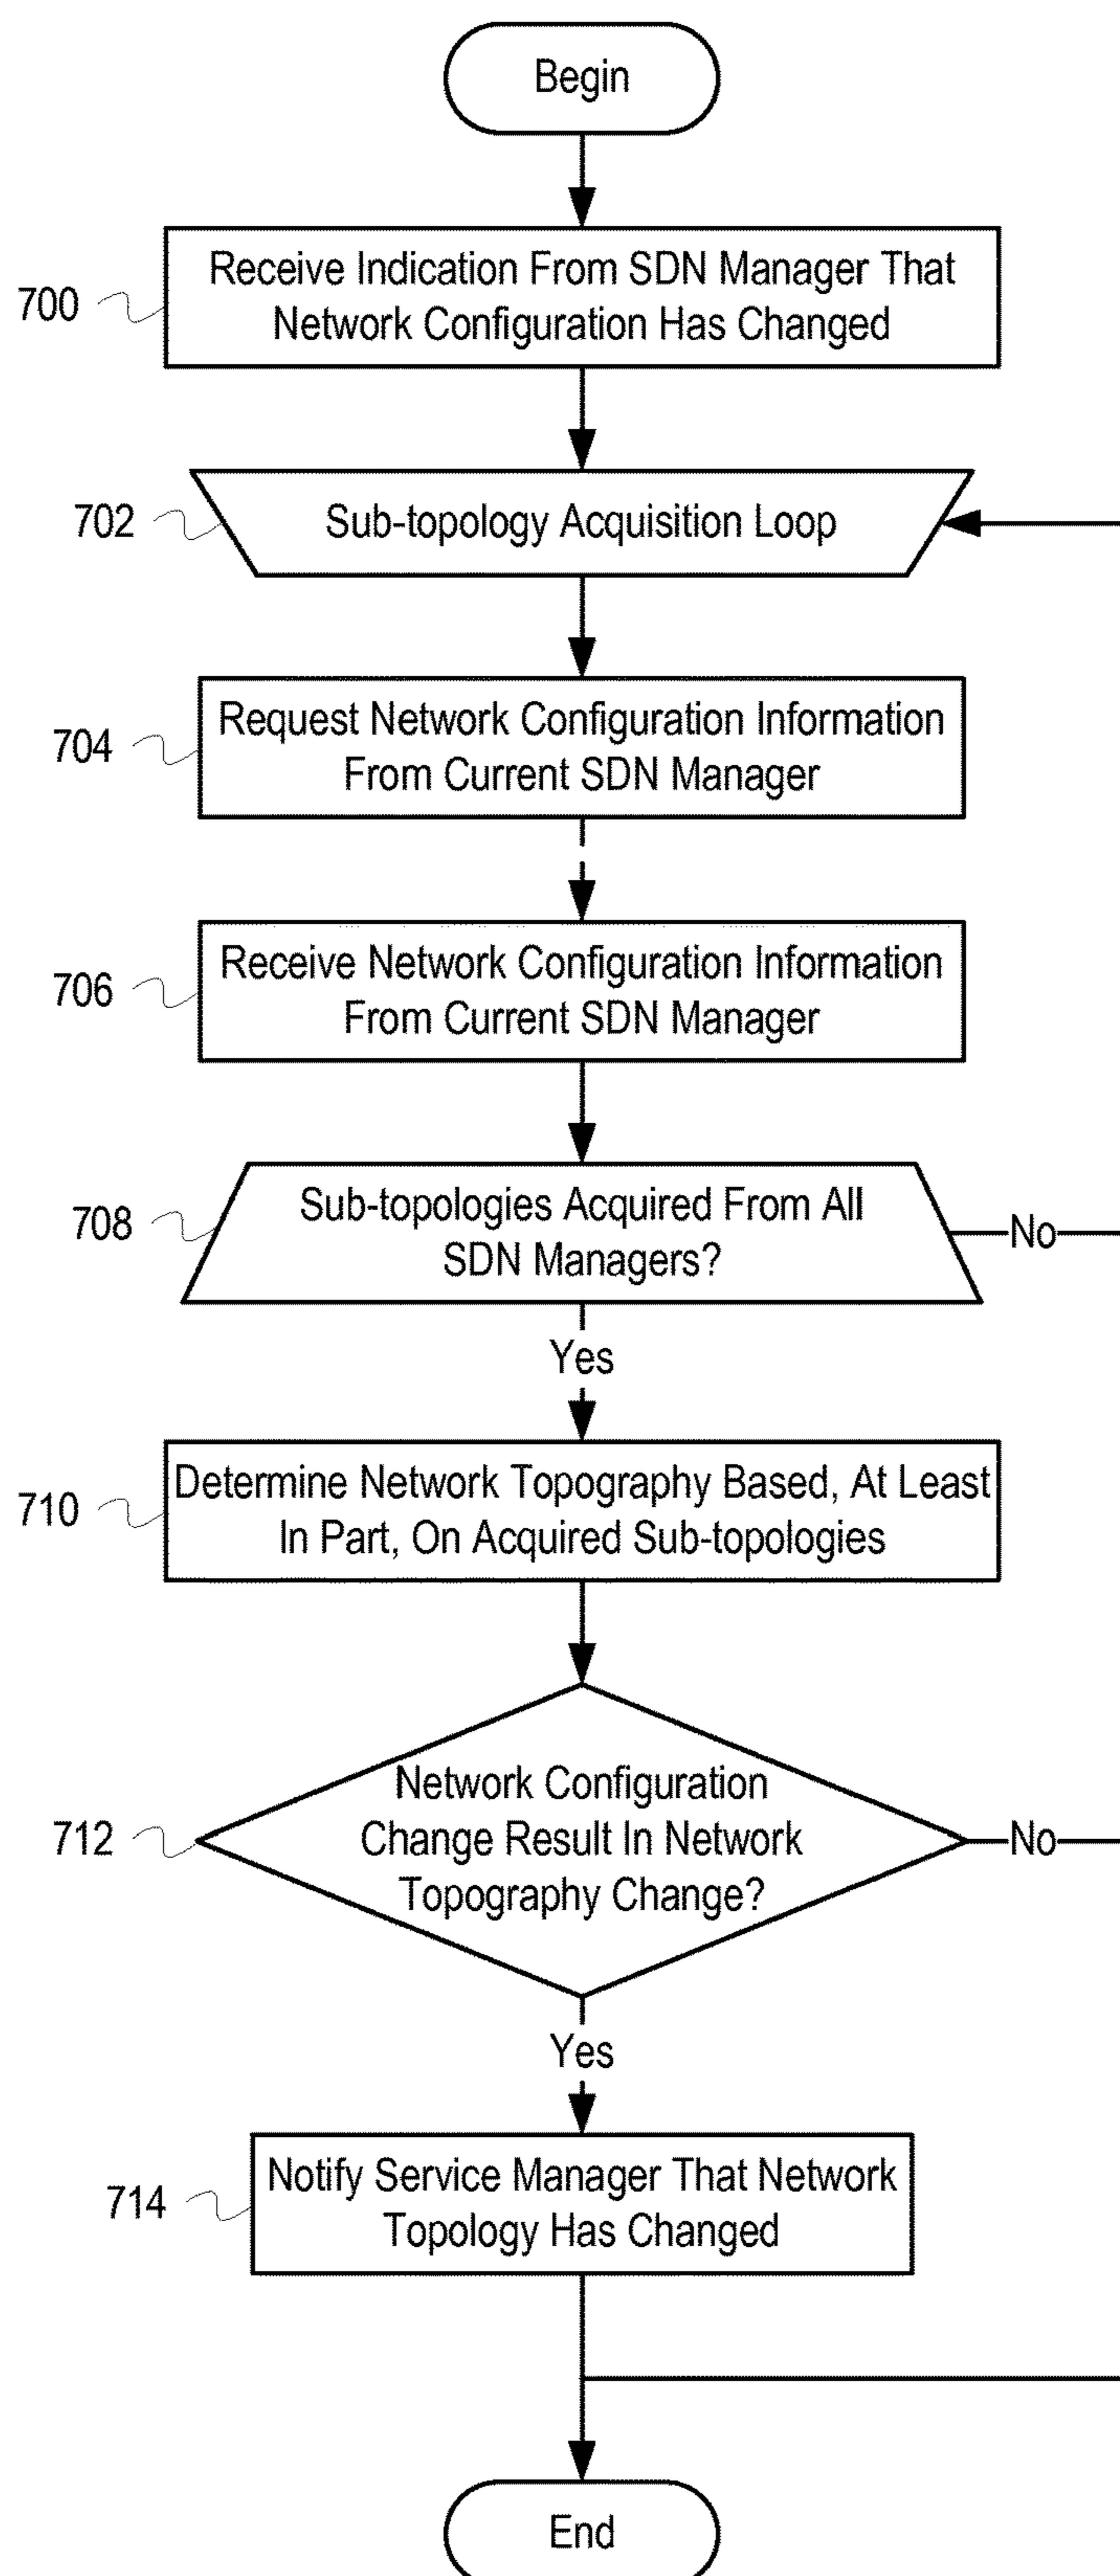 Begin
Receive Indication From SDN Manager That
Network Configuration Has Changed
700
Sub-topology Acquisition Loop
702
Request Network Configuration Information
From Current SDN Manager
704
Receive Network Configuration Information
From Current SDN Manager
706
Sub-topologies Acquired From All
SDN Managers?
708
No
Yes
Determine Network Topography Based, At Least
In Part, On Acquired Sub-topologies
710
Network Configuration
Change Result In Network
Topography Change?
712
No
Yes
Notify Service Manager That Network
Topology Has Changed
714
End